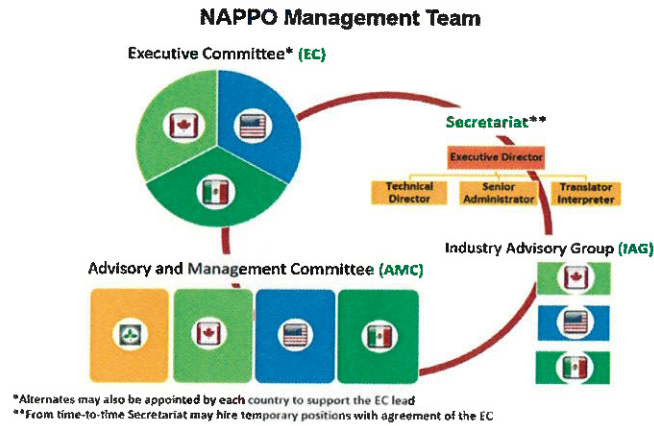 NAPPO Management Team
Executive Committee* (EC)
Secretariat**
Executive Director
Technical
Director
Senior
Administrator
Translator
Interpreter
Industry Advisory Group (IAG)
Advisory and Management Committee (AMC)
*Alternates may also be appointed by each country to support the EC lead
**From time-to-time Secretariat may hire temporary positions with agreement of the EC